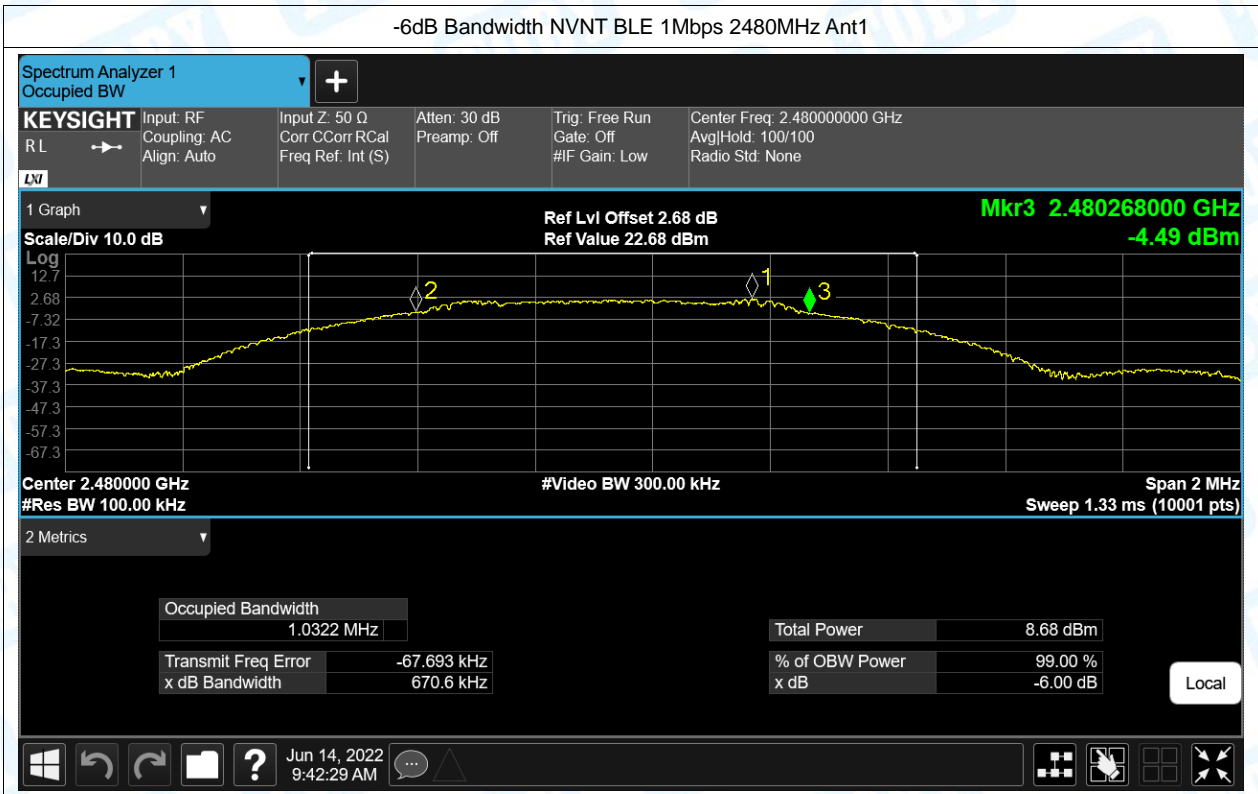 -6dB Bandwidth NVNT BLE 1Mbps 2480MHz Ant1
Spectrum Analyzer 1
Occupied BW
KEYSIGHT
R L
LXI
Input: RF
Coupling: AC
Align: Auto
Input Z: 50 Ω
Corr CCorr RCal
Freq Ref: Int (S)
Atten: 30 dB
Preamp: Off
Trig: Free Run
Gate: Off
#IF Gain: Low
Center Freq: 2.480000000 GHz
Avg|Hold: 100/100
Radio Std: None
1 Graph
Scale/Div 10.0 dB
Ref Lvl Offset 2.68 dB
Ref Value 22.68 dBm
Mkr3 2.480268000 GHz
-4.49 dBm
Log
12.7
2.68
-7.32
-17.3
-27.3
-37.3
-47.3
-57.3
-67.3
2
1
3
Center 2.480000 GHz
#Res BW 100.00 kHz
#Video BW 300.00 kHz
Span 2 MHz
Sweep 1.33 ms (10001 pts)
2 Metrics
Occupied Bandwidth
1.0322 MHz
Transmit Freq Error -67.693 kHz
x dB Bandwidth 670.6 kHz
Total Power 8.68 dBm
% of OBW Power 99.00 %
x dB -6.00 dB
Local
?
Jun 14, 2022
9:42:29 AM